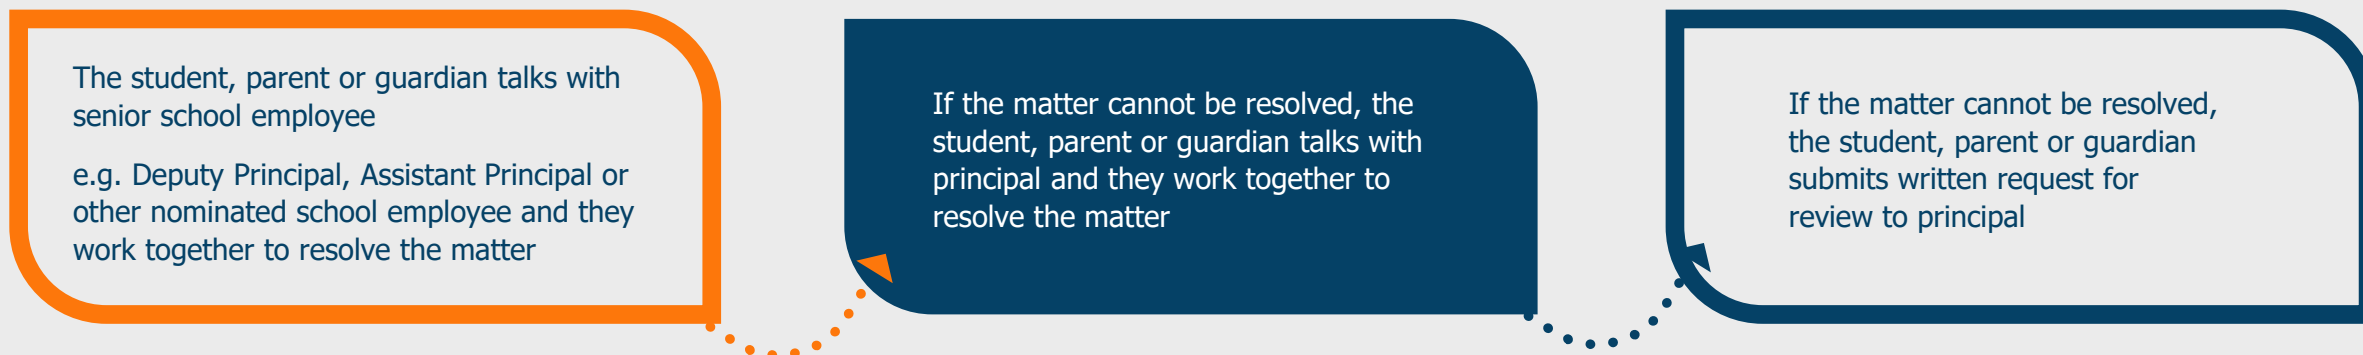 The student, parent or guardian talks with
senior school employee
e.g. Deputy Principal, Assistant Principal or
other nominated school employee and they
work together to resolve the matter
If the matter cannot be resolved, the
student, parent or guardian talks with
principal and they work together to
resolve the matter
If the matter cannot be resolved,
the student, parent or guardian
submits written request for
review to principal